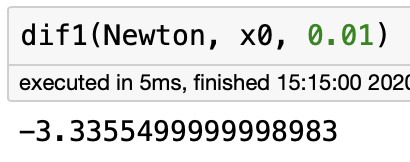 dif1(Newton, x0, 0.01)
executed in 5ms, finished 15:15:00 2020
-3.3355499999998983